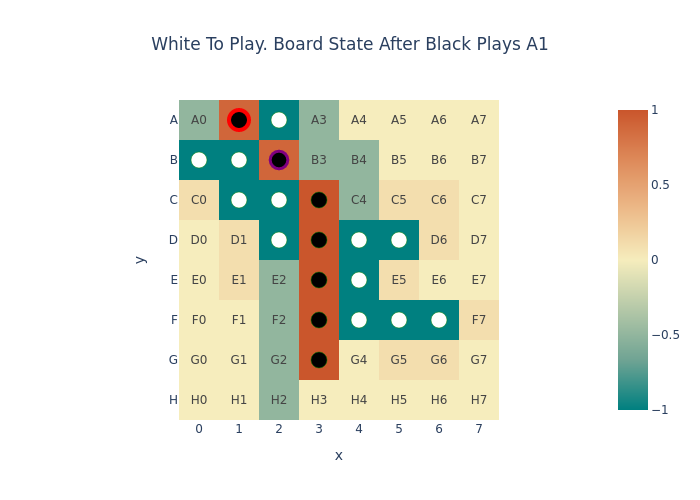 White To Play. Board State After Black Plays A1
A A0 A3 A4 A5 A6 A7
B B3 B4 B5 B6 B7
C C0 C4 C5 C6 C7
D D0 D1 D6 D7
E E0 E1 E2 E5 E6 E7
F F0 F1 F2 F7
G G0 G1 G2 G4 G5 G6 G7
H H0 H1 H2 H3 H4 H5 H6 H7
0 1 2 3 4 5 6 7
x
y
1
0.5
0
−0.5
−1